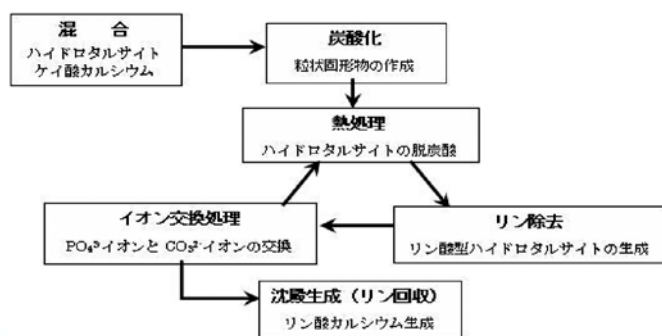 混　合
ハイドロタルサイト
ケイ酸カルシウム
炭酸化
粒状固形物の作成
熱処理
ハイドロタルサイトの脱炭酸
イオン交換処理
PO₄³⁻イオンと CO₃²⁻イオンの交換
リン除去
リン酸型ハイドロタルサイトの生成
沈殿生成（リン回収）
リン酸カルシウム生成